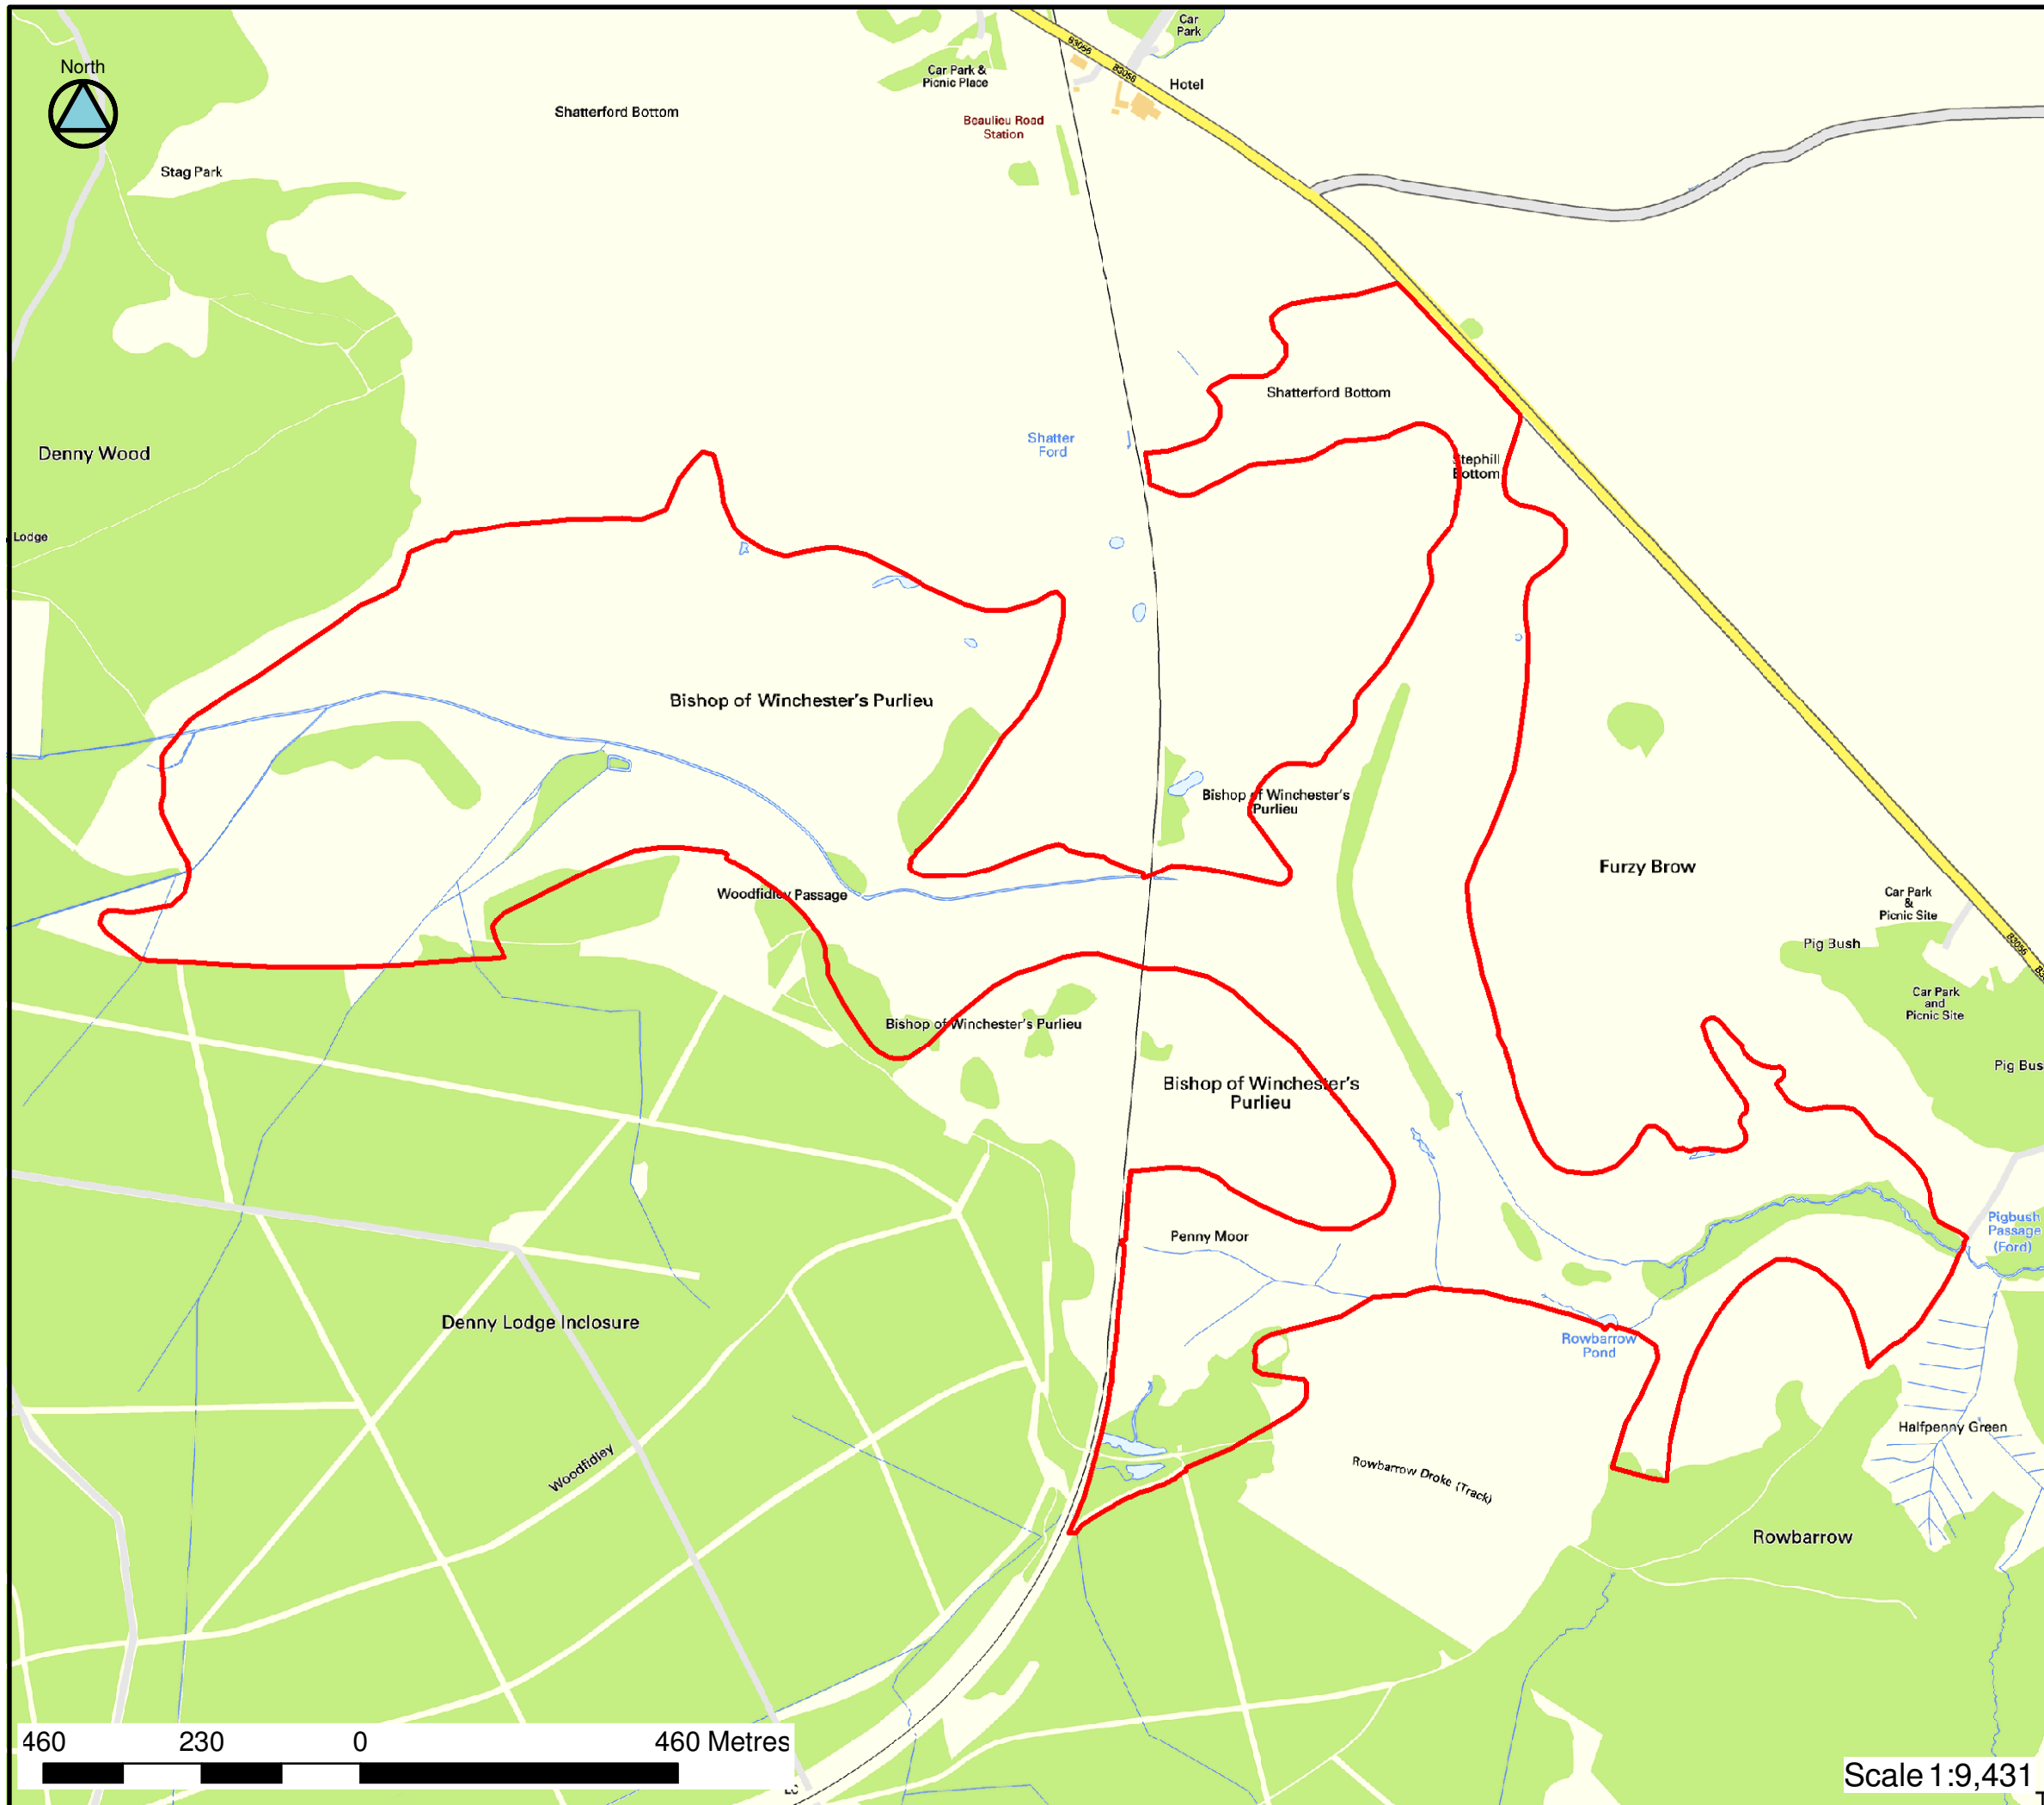 Car
Park
B3056
B3056
North
Car Park &
Picnic Place
Hotel
Shatterford Bottom
Beaulieu Road
Station
Stag Park
Shatterford Bottom
Shatter
Ford
Denny Wood
Stephill
Bottom
Lodge
Bishop of Winchester's Purlieu
Bishop of Winchester's
Purlieu
Furzy Brow
Woodfidley Passage
Car Park
&
Picnic Site
Pig Bush
B3056
Car Park
and
Picnic Site
Bishop of Winchester's Purlieu
Pig Bus
Bishop of Winchester's
Purlieu
Pigbush
Passage
(Ford)
Penny Moor
Denny Lodge Inclosure
Rowbarrow
Pond
Halfpenny Green
Woodfidley
Rowbarrow Droke (Track)
Rowbarrow
460 230 0 460 Metres
Scale 1:9,431